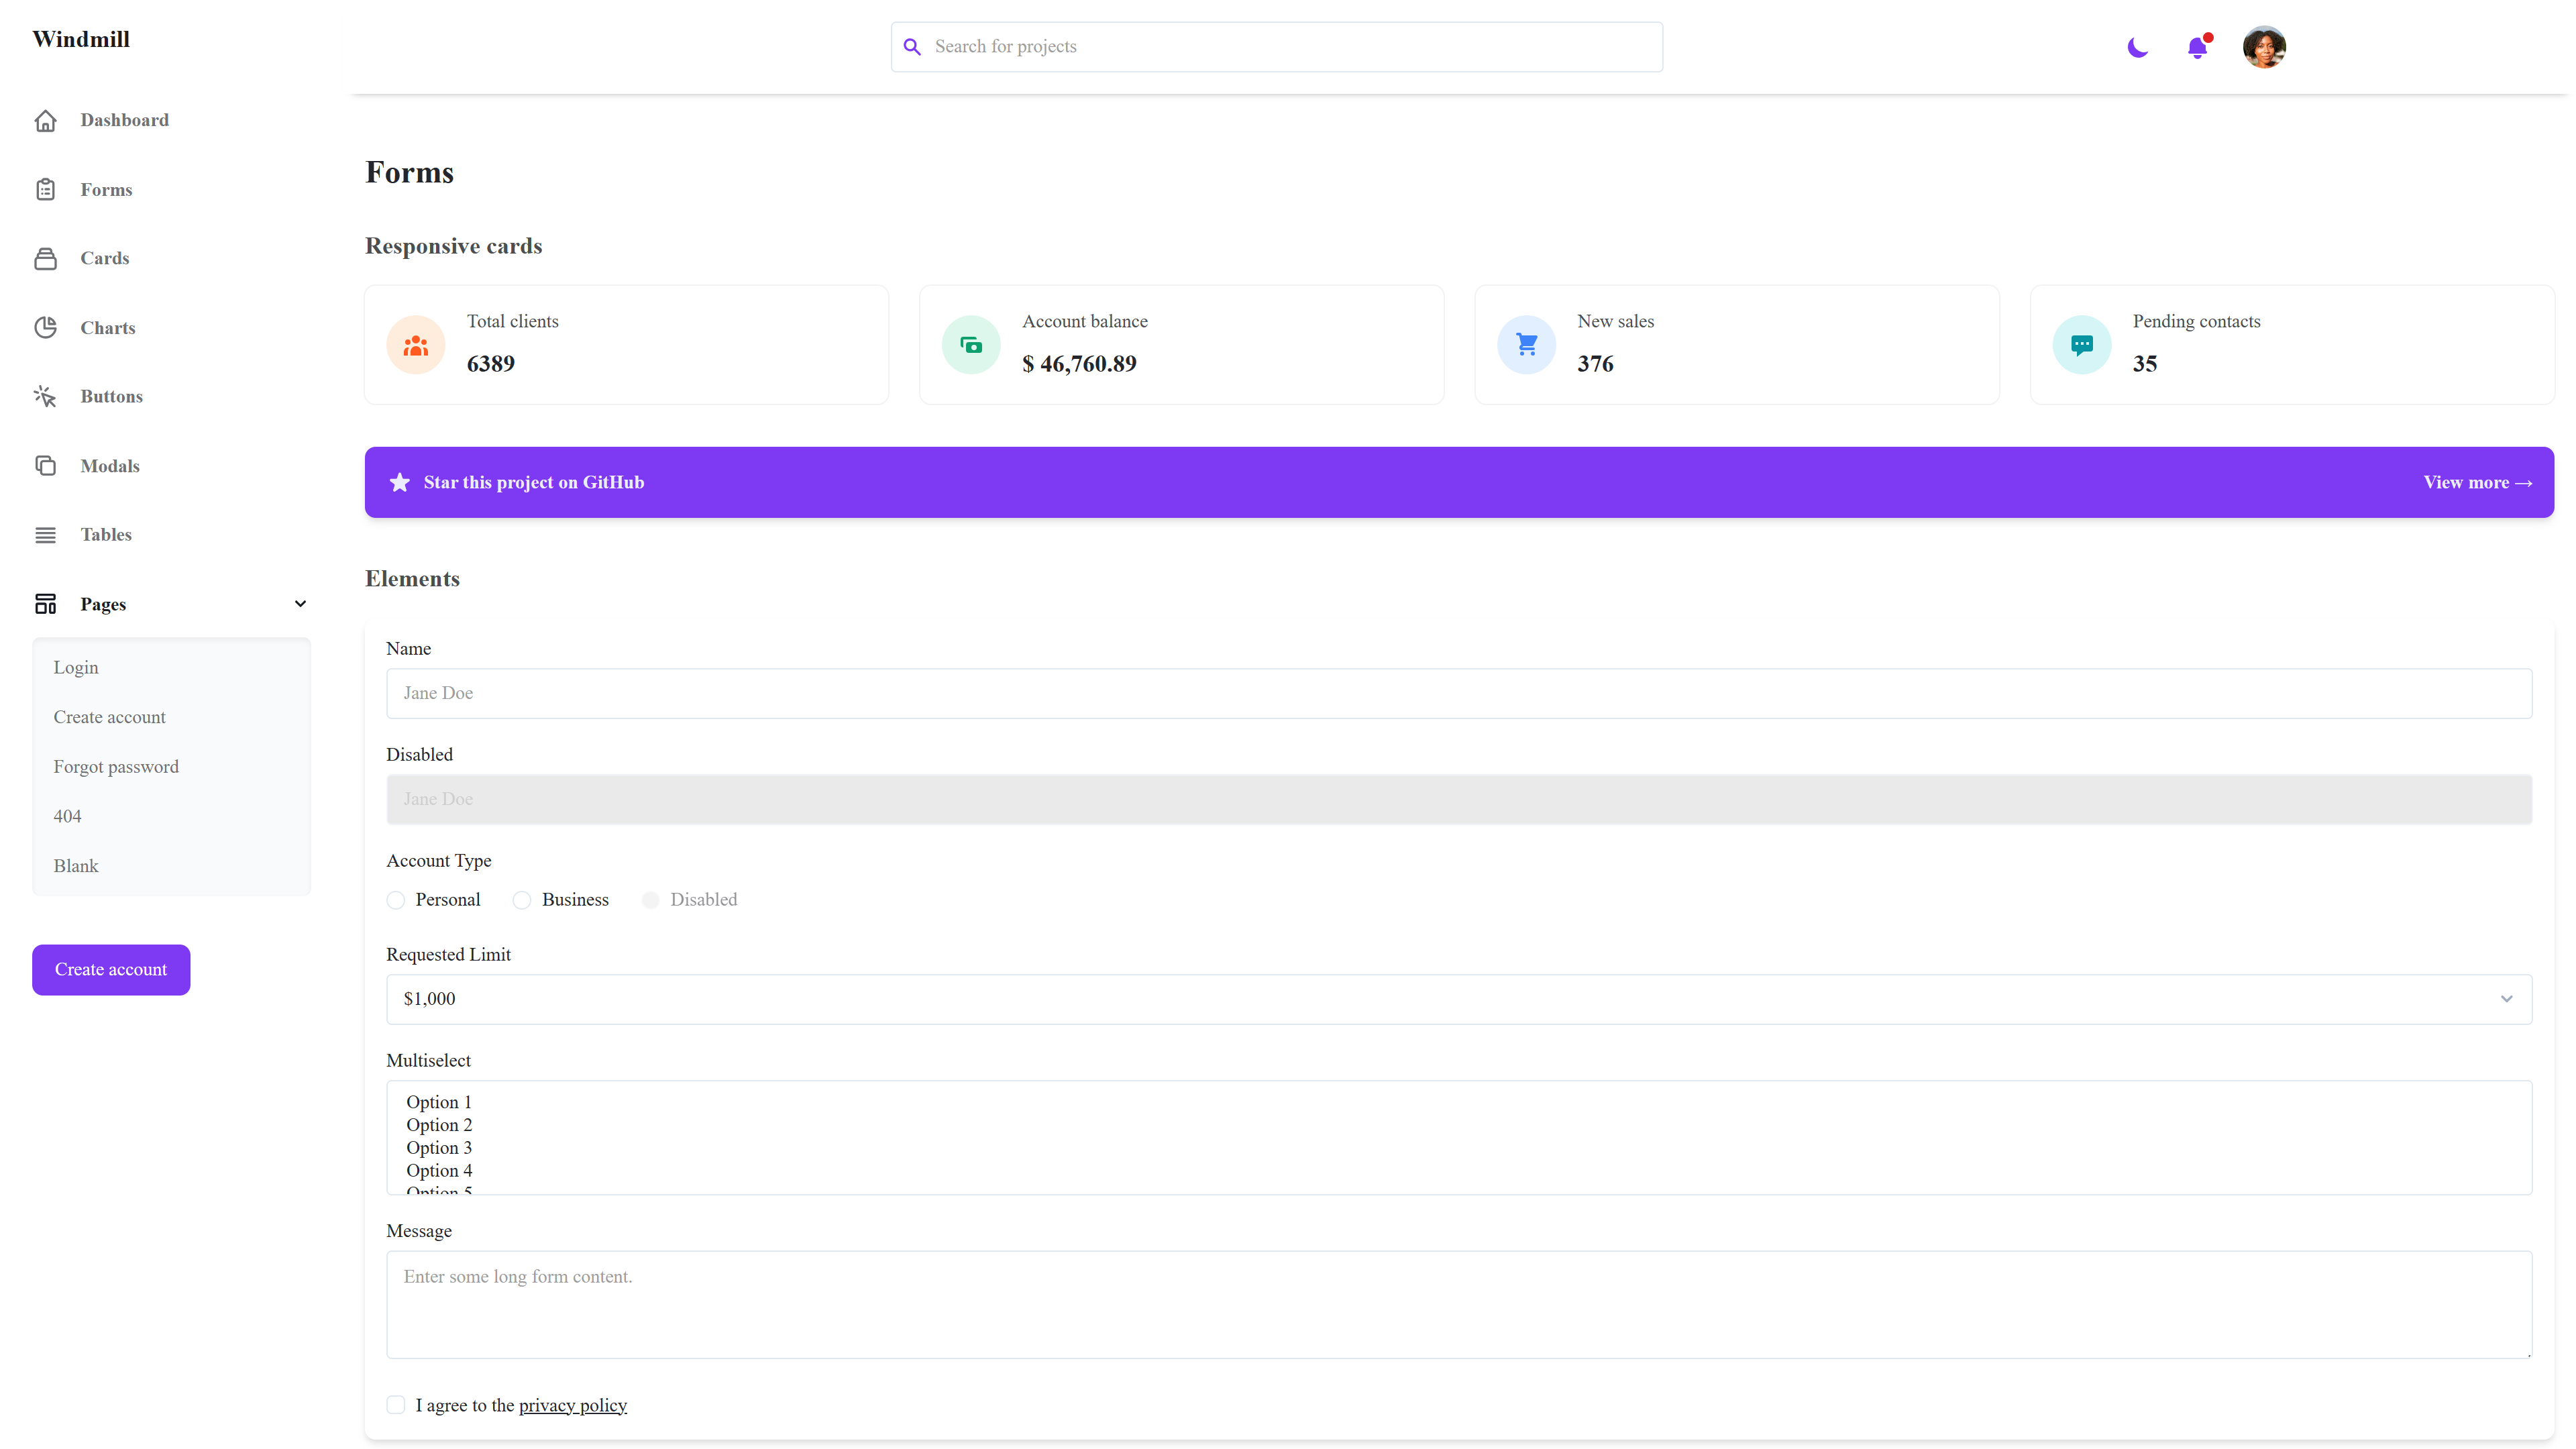 Windmill
Search for projects
Dashboard
Forms
Cards
Charts
Buttons
Modals
Tables
Pages
Login
Create account
Forgot password
404
Blank
Create account
Forms
Responsive cards
Total clients
6389
Account balance
$ 46,760.89
New sales
376
Pending contacts
35
Star this project on GitHub
View more →
Elements
Name
Jane Doe
Disabled
Jane Doe
Account Type
Personal Business Disabled
Requested Limit
$1,000
Multiselect
Option 1
Option 2
Option 3
Option 4
Option 5
Message
Enter some long form content.
I agree to the privacy policy